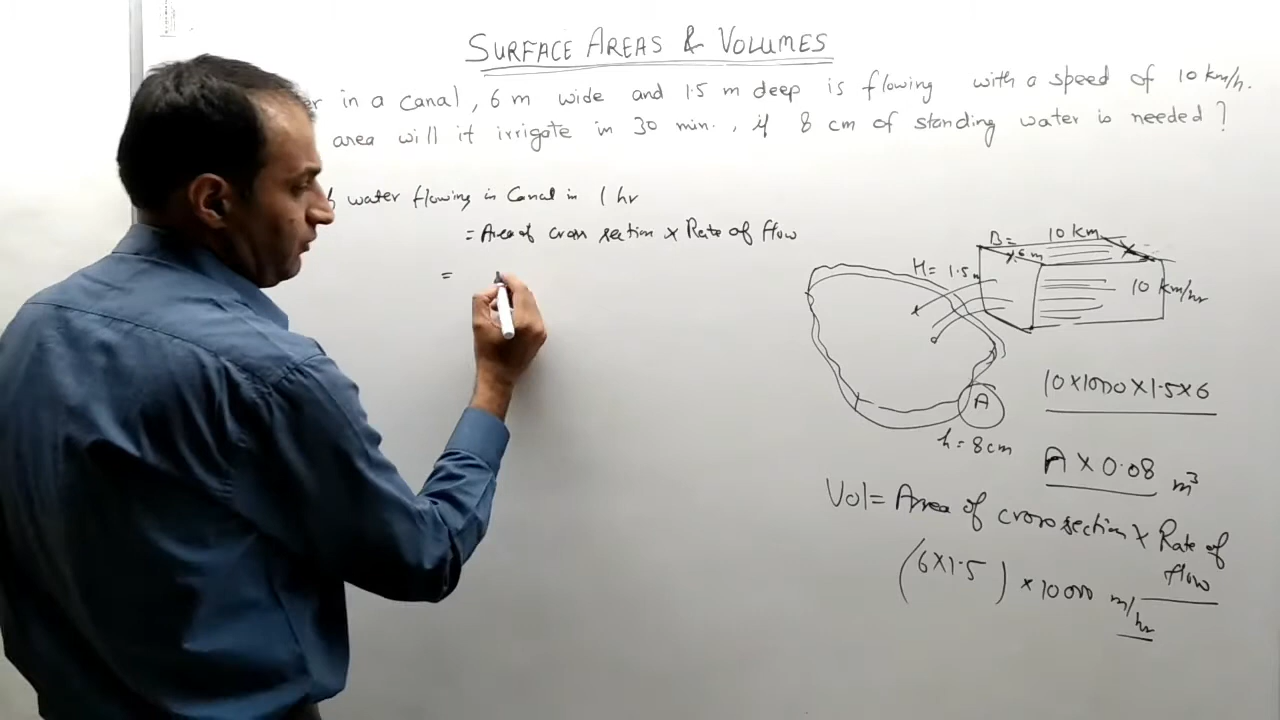 SURFACE AREAS & VOLUMES
in a canal, 6 m wide and 1.5 m deep is flowing with a speed of 10 km/h.
area will it irrigate in 30 min., if 8 cm of standing water is needed?
water flowing in Canal in 1 hr
= Area of cross section × Rate of flow
=
B= 10 km
6 m
H= 1.5 m
10 km/hr
A
h = 8 cm
10×1000×1.5×6
A × 0.08 m³
Vol = Area of cross section × Rate of
flow
(6×1.5) × 10000 m/hr